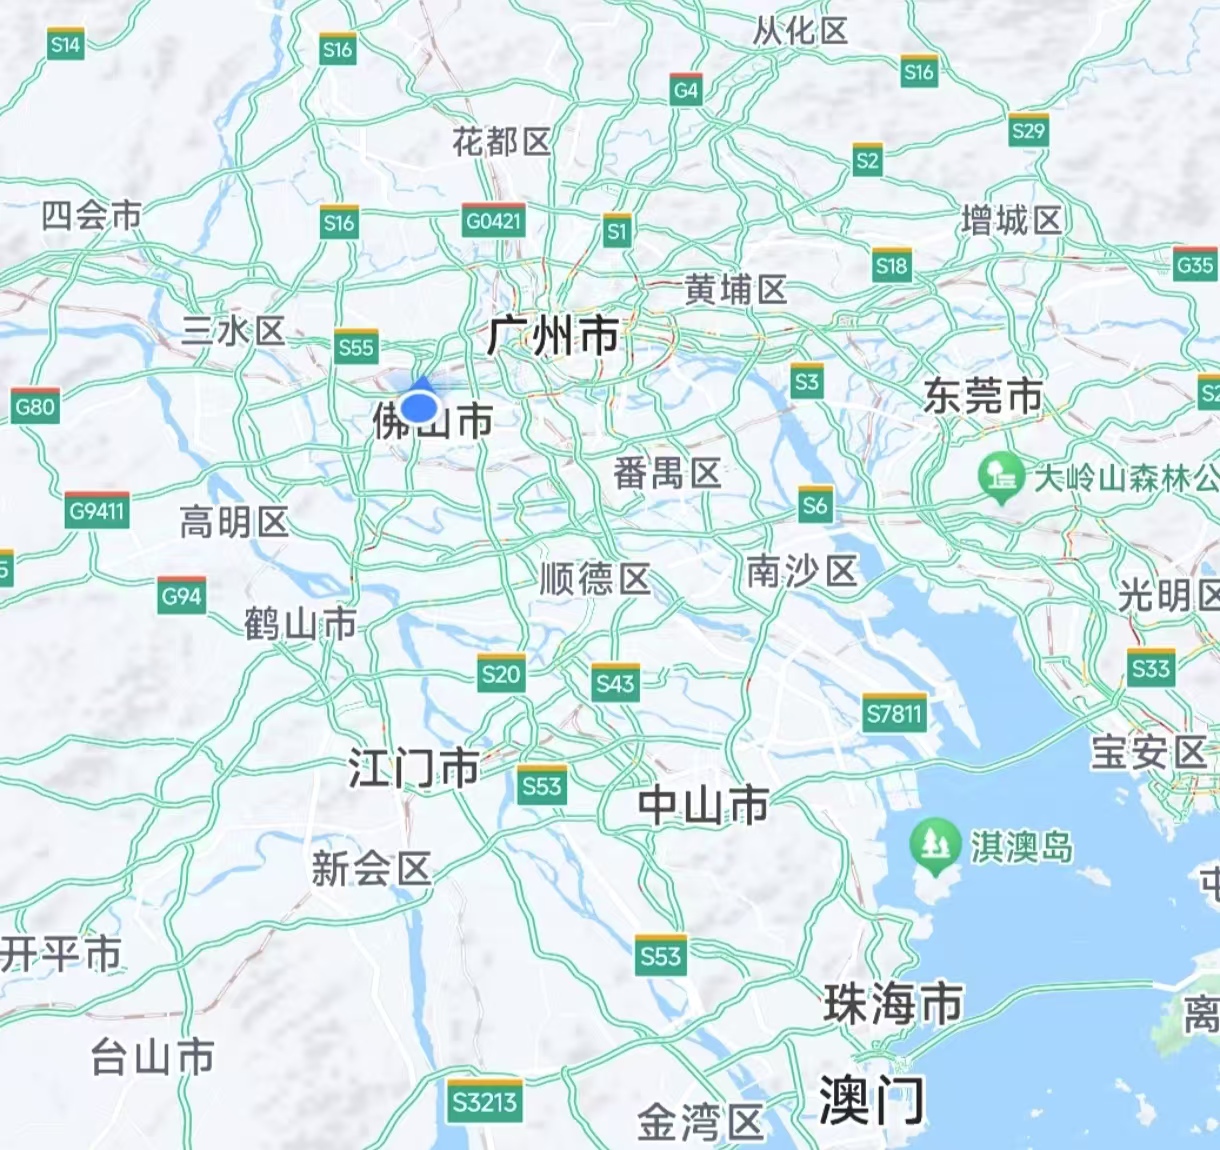 从化区
S14
S16
S16
G4
S29
花都区
S2
四会市
S16
G0421
S1
增城区
S18
G35
黄埔区
三水区
广州市
S55
S3
东莞市
G80
佛山市
番禺区
大岭山森林公
S6
G9411
高明区
南沙区
顺德区
光明区
G94
鹤山市
S20
S43
S33
S7811
宝安区
江门市
S53
中山市
淇澳岛
新会区
开平市
S53
珠海市
离
台山市
S3213
澳门
金湾区